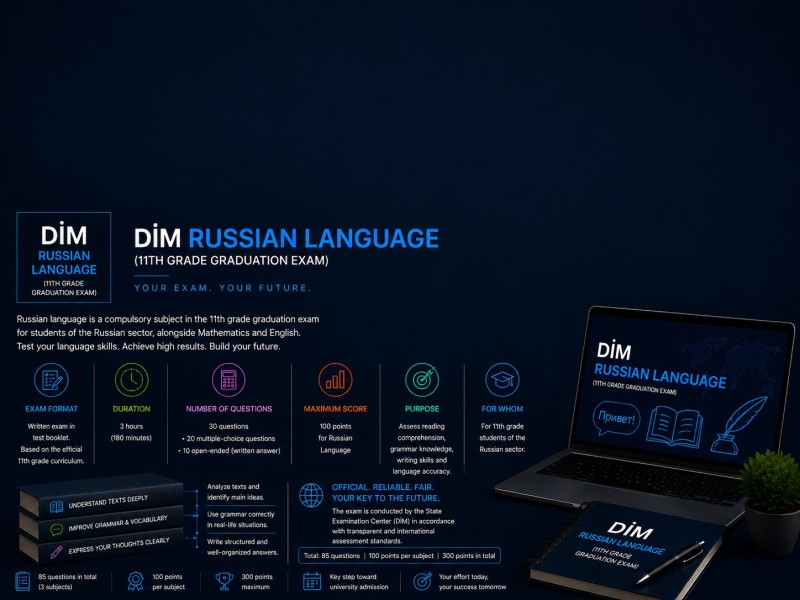 DİM
RUSSIAN
LANGUAGE
(11TH GRADE
GRADUATION EXAM)
DİM RUSSIAN LANGUAGE
(11TH GRADE GRADUATION EXAM)
YOUR EXAM. YOUR FUTURE.
Russian language is a compulsory subject in the 11th grade graduation exam
for students of the Russian sector, alongside Mathematics and English.
Test your language skills. Achieve high results. Build your future.
EXAM FORMAT
Written exam in
test booklet.
Based on the official
11th grade curriculum.
DURATION
3 hours
(180 minutes)
NUMBER OF QUESTIONS
30 questions
• 20 multiple-choice questions
• 10 open-ended (written answer)
MAXIMUM SCORE
100 points
for Russian
Language
PURPOSE
Assess reading
comprehension,
grammar knowledge,
writing skills and
language accuracy.
FOR WHOM
For 11th grade
students of the
Russian sector.
DİM
RUSSIAN LANGUAGE
(11TH GRADE GRADUATION EXAM)
Привет!
UNDERSTAND TEXTS DEEPLY
IMPROVE GRAMMAR & VOCABULARY
EXPRESS YOUR THOUGHTS CLEARLY
Analyze texts and
identify main ideas.
Use grammar correctly
in real-life situations.
Write structured and
well-organized answers.
OFFICIAL. RELIABLE. FAIR.
YOUR KEY TO THE FUTURE.
The exam is conducted by the State
Examination Center (DİM) in accordance
with transparent and international
assessment standards.
Total: 85 questions | 100 points per subject | 300 points in total
DİM
RUSSIAN LANGUAGE
(11TH GRADE
GRADUATION EXAM)
85 questions in total
(3 subjects)
100 points
per subject
300 points
maximum
Key step toward
university admission
Your effort today,
your success tomorrow